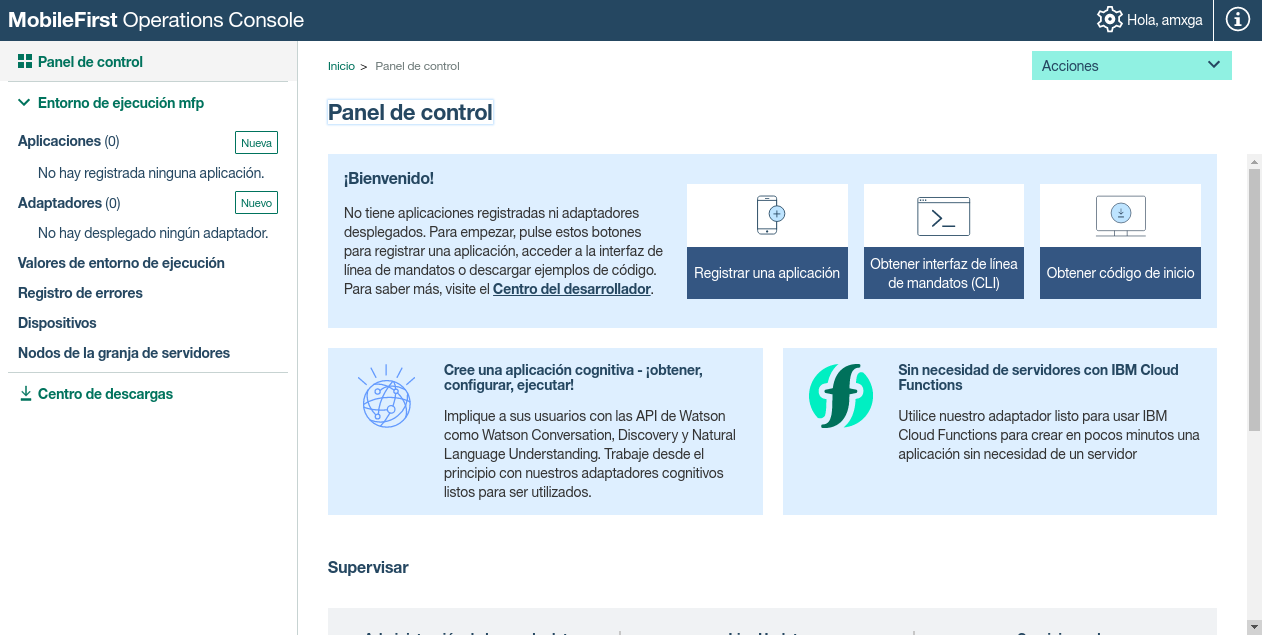 MobileFirst Operations Console
Hola, amxga
Panel de control
Entorno de ejecución mfp
Aplicaciones (0)
Nueva
No hay registrada ninguna aplicación.
Adaptadores (0)
Nuevo
No hay desplegado ningún adaptador.
Valores de entorno de ejecución
Registro de errores
Dispositivos
Nodos de la granja de servidores
Centro de descargas
Inicio > Panel de control
Acciones
Panel de control
¡Bienvenido!
No tiene aplicaciones registradas ni adaptadores
desplegados. Para empezar, pulse estos botones
para registrar una aplicación, acceder a la interfaz de
línea de mandatos o descargar ejemplos de código.
Para saber más, visite el Centro del desarrollador.
Registrar una aplicación
Obtener interfaz de línea
de mandatos (CLI)
Obtener código de inicio
Cree una aplicación cognitiva - ¡obtener,
configurar, ejecutar!
Implique a sus usuarios con las API de Watson
como Watson Conversation, Discovery y Natural
Language Understanding. Trabaje desde el
principio con nuestros adaptadores cognitivos
listos para ser utilizados.
Sin necesidad de servidores con IBM Cloud
Functions
Utilice nuestro adaptador listo para usar IBM
Cloud Functions para crear en pocos minutos una
aplicación sin necesidad de un servidor
Supervisar